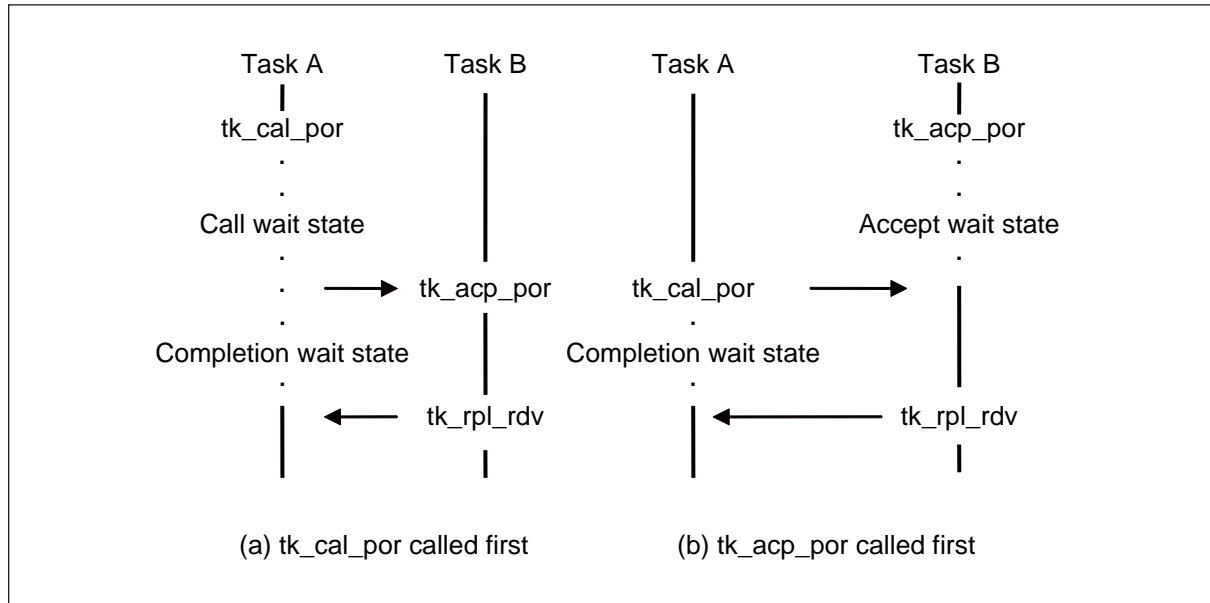 Task A
Task B
tk_cal_por
Call wait state
tk_acp_por
Completion wait state
tk_rpl_rdv
(a) tk_cal_por called first
Task A
Task B
tk_acp_por
Accept wait state
tk_cal_por
Completion wait state
tk_rpl_rdv
(b) tk_acp_por called first